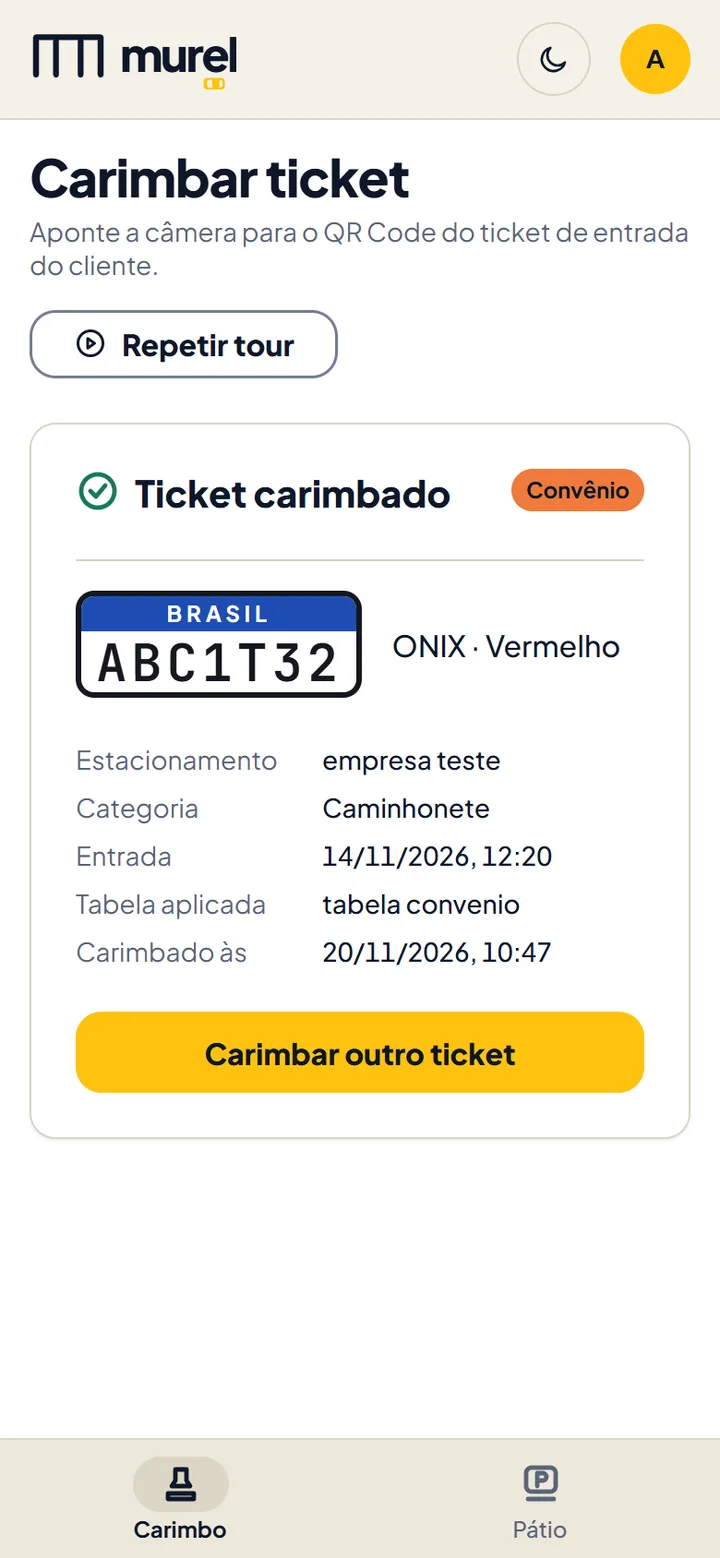 murel
A
Carimbar ticket
Aponte a câmera para o QR Code do ticket de entrada
do cliente.
Repetir tour
Ticket carimbado
Convênio
BRASIL
ABC1T32
ONIX · Vermelho
Estacionamento empresa teste
Categoria Caminhonete
Entrada 14/11/2026, 12:20
Tabela aplicada tabela convenio
Carimbado às 20/11/2026, 10:47
Carimbar outro ticket
P
Carimbo
Pátio